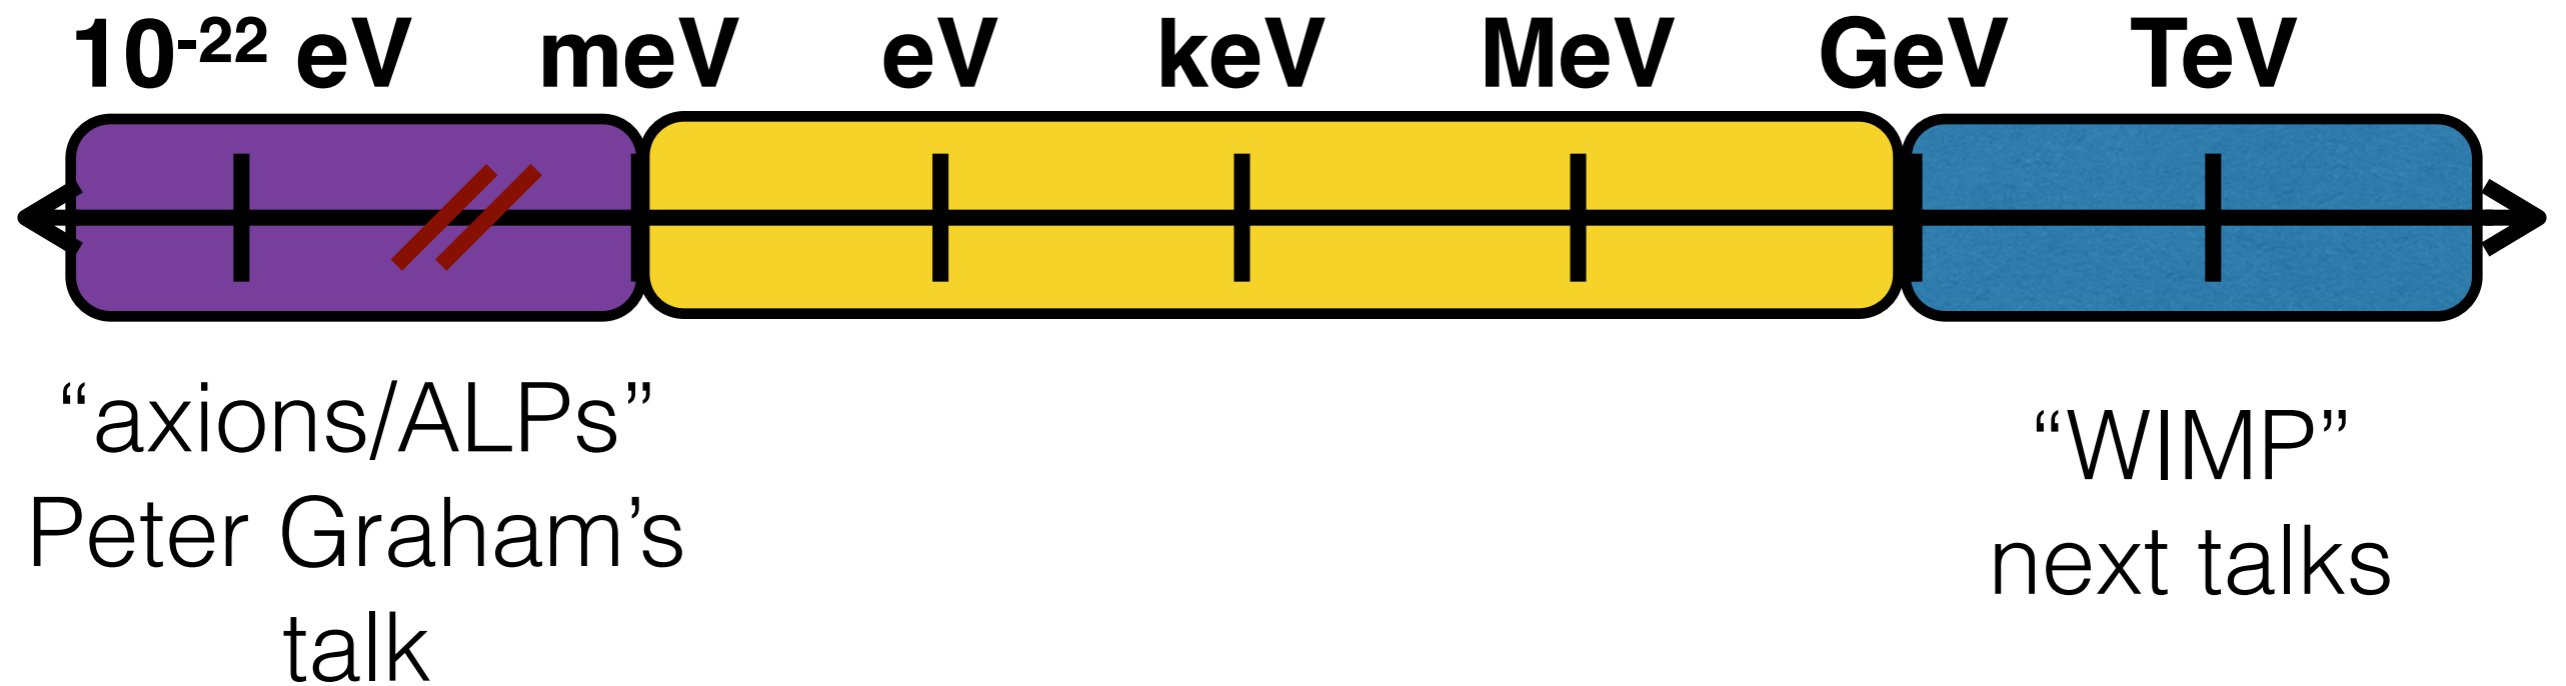 10-22 eV meV eV keV MeV GeV TeV
“axions/ALPs”
Peter Graham’s
talk
“WIMP”
next talks